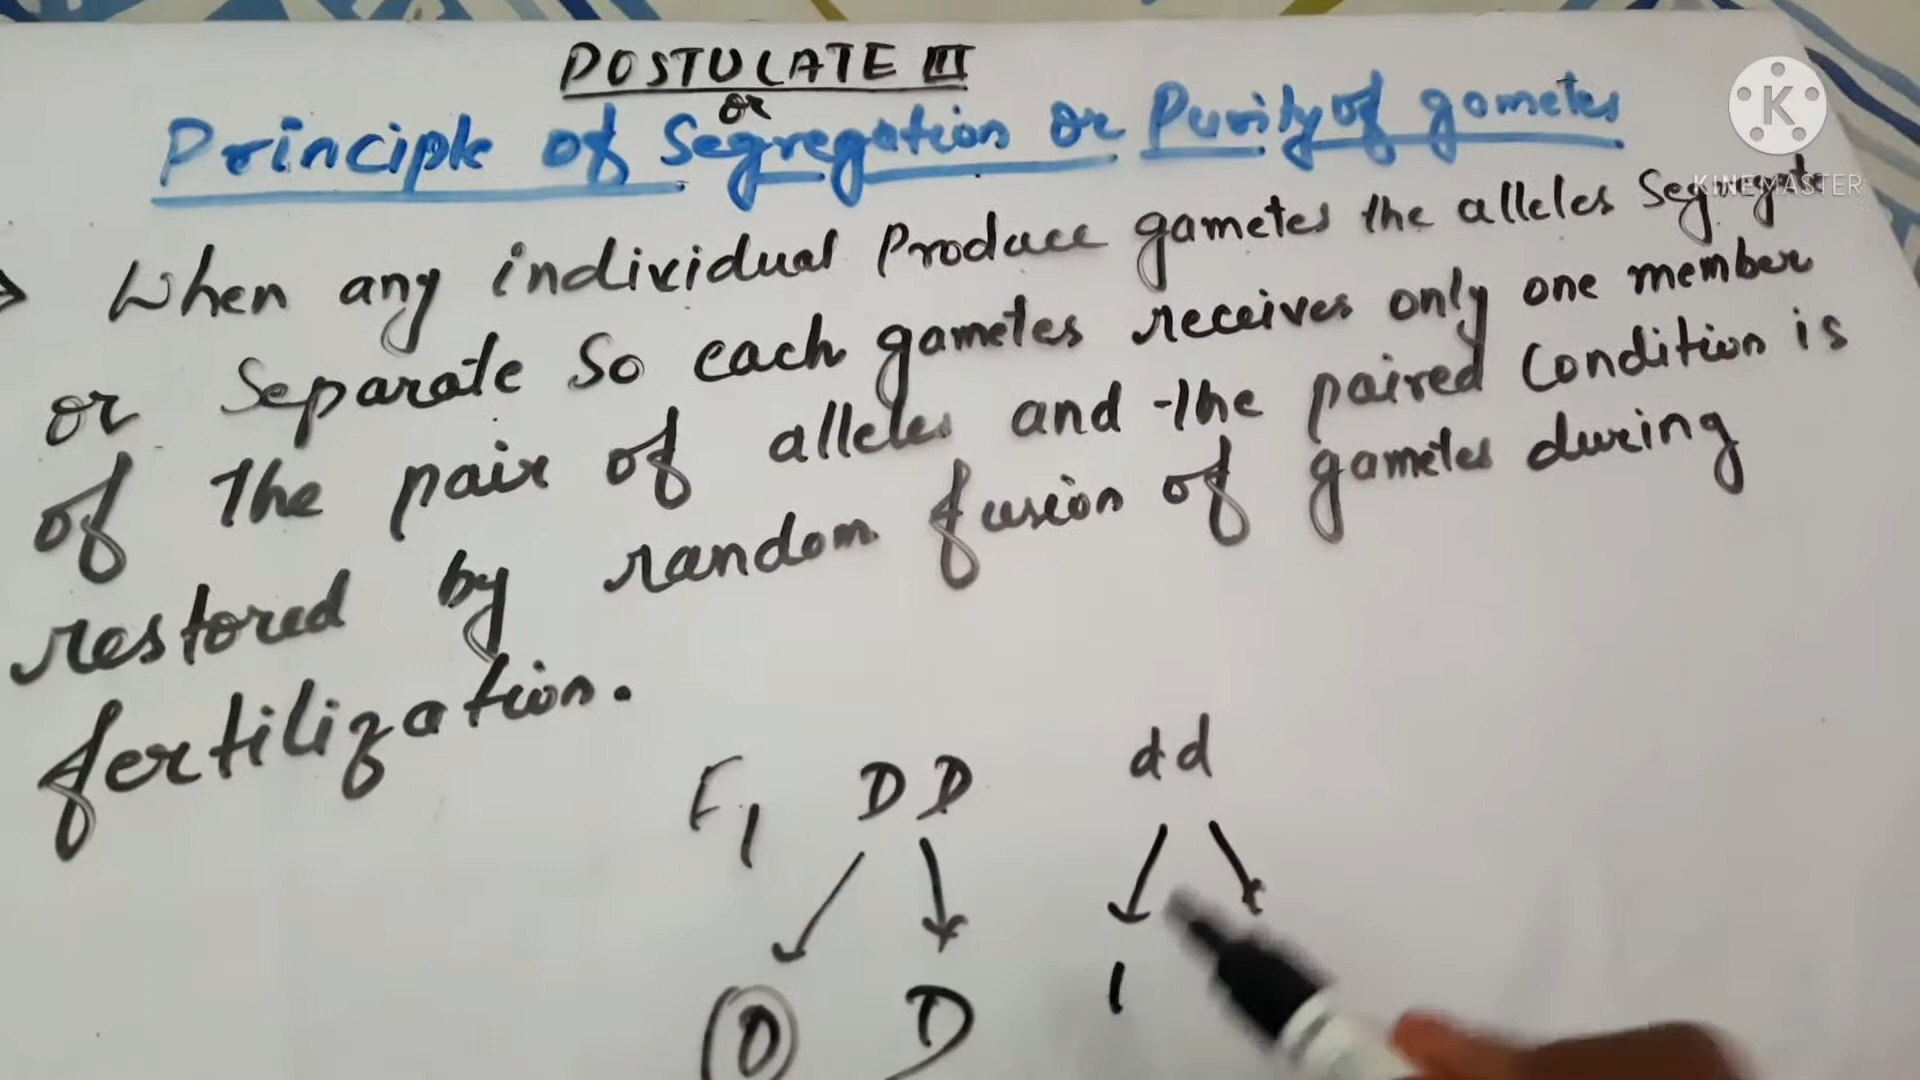 POSTULATE III
or
Principle of Segregation or Purity of gametes
K
KINEMASTER
When any individual Produce gametes the alleles Segregate
or Separate So each gametes receives only one member
of The pair of alleles and the paired Condition is
restored by random fusion of gametes during
fertilization.
F1 DD dd
D D